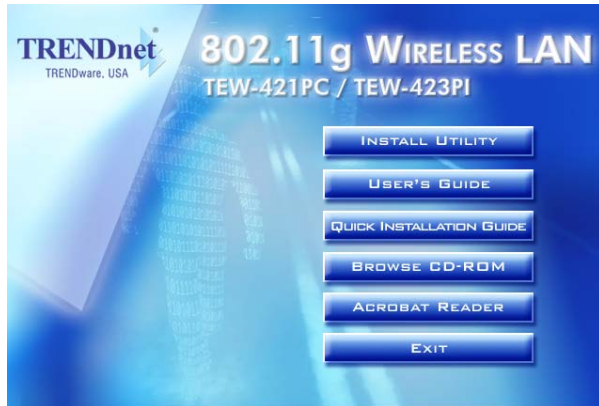 TRENDnet
TRENDware, USA
802.11g WIRELESS LAN
TEW-421PC / TEW-423PI
INSTALL UTILITY
USER'S GUIDE
QUICK INSTALLATION GUIDE
BROWSE CD-ROM
ACROBAT READER
EXIT